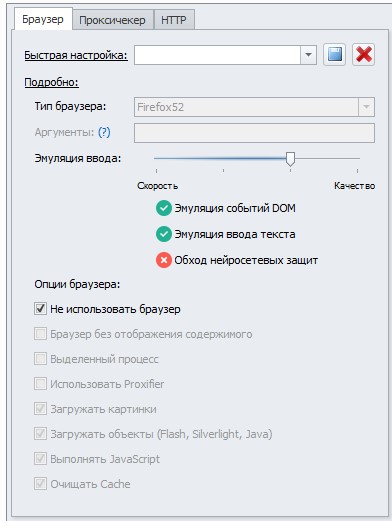 Браузер Проксичекер HTTP
Быстрая настройка:
Подробно:
Тип браузера: Firefox52
Аргументы: (?)
Эмуляция ввода:
Скорость Качество
Эмуляция событий DOM
Эмуляция ввода текста
Обход нейросетевых защит
Опции браузера:
Не использовать браузер
Браузер без отображения содержимого
Выделенный процесс
Использовать Proxifier
Загружать картинки
Загружать объекты (Flash, Silverlight, Java)
Выполнять JavaScript
Очищать Cache